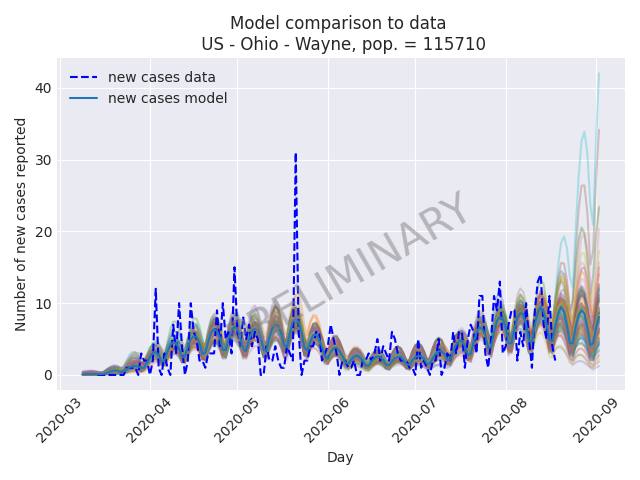 Model comparison to data
US - Ohio - Wayne, pop. = 115710
new cases data
new cases model
Number of new cases reported
40
30
20
10
0
PRELIMINARY
2020-03
2020-04
2020-05
2020-06
2020-07
2020-08
2020-09
Day